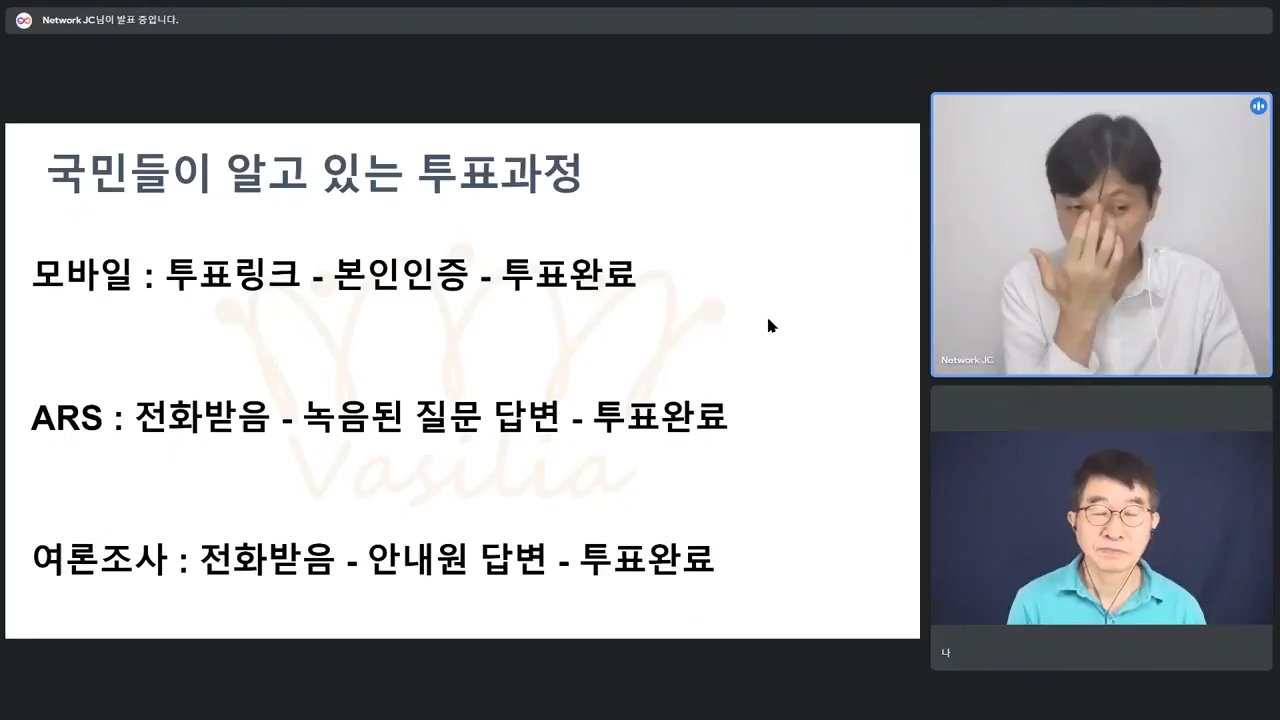 Network JC님이 발표 중입니다.
국민들이 알고 있는 투표과정
모바일 : 투표링크 - 본인인증 - 투표완료
ARS : 전화받음 - 녹음된 질문 답변 - 투표완료
Vasilia
여론조사 : 전화받음 - 안내원 답변 - 투표완료
Network JC
나